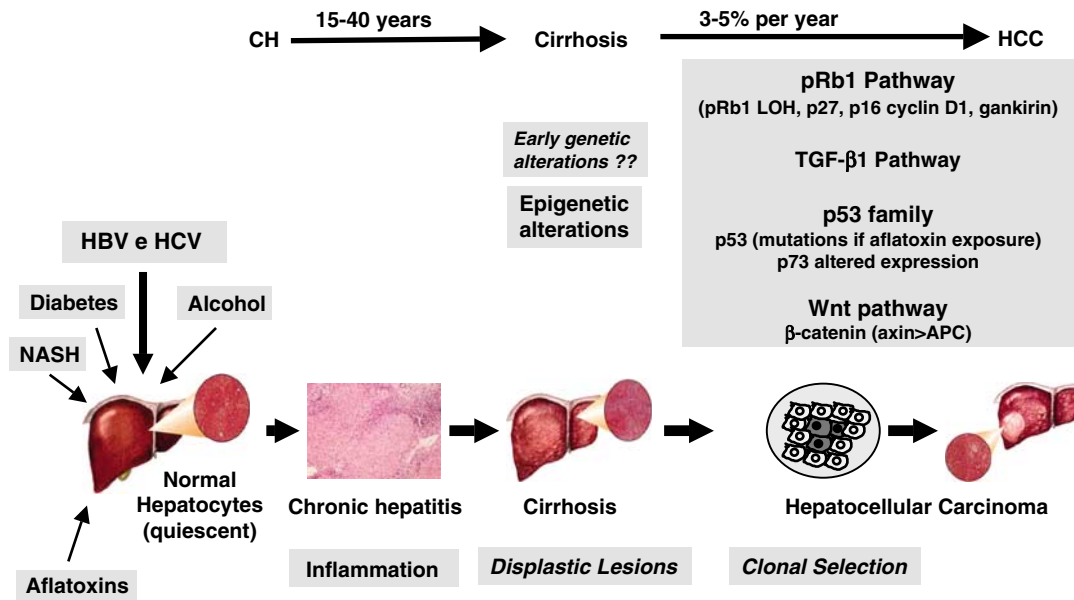 15-40 years
3-5% per year
CH
Cirrhosis
HCC
pRb1 Pathway
(pRb1 LOH, p27, p16 cyclin D1, gankirin)
Early genetic
alterations ??
TGF-β1 Pathway
Epigenetic
alterations
p53 family
p53 (mutations if aflatoxin exposure)
p73 altered expression
Wnt pathway
β-catenin (axin>APC)
HBV e HCV
Diabetes
Alcohol
NASH
Normal
Hepatocytes
(quiescent)
Chronic hepatitis
Cirrhosis
Hepatocellular Carcinoma
Aflatoxins
Inflammation
Displastic Lesions
Clonal Selection